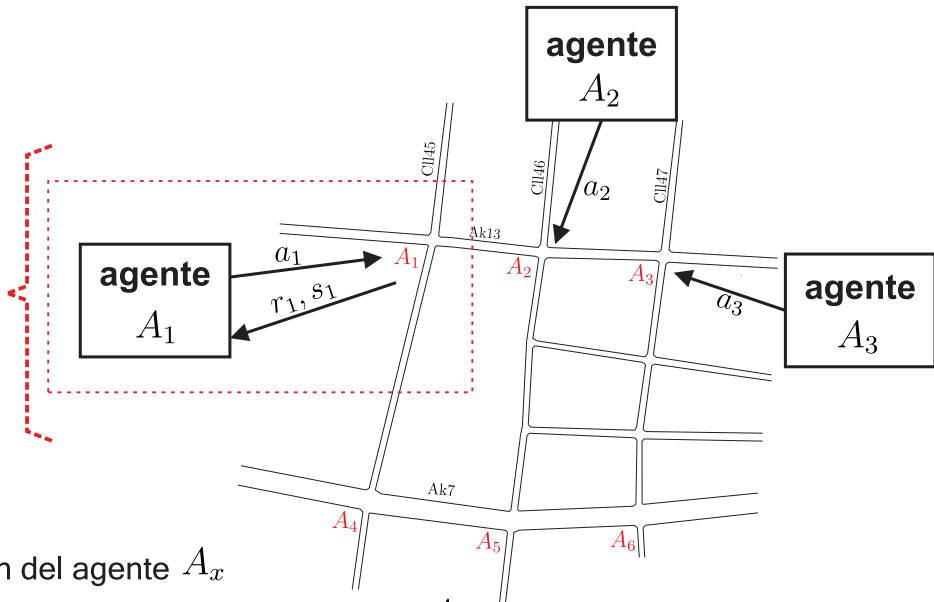 agente
A₂
Cll45
Cll46
Cll47
a₂
Ak13
agente
A₁
a₁
r₁, s₁
A₁
A₂
A₃
a₃
agente
A₃
Ak7
A₄
A₅
A₆
n del agente Aₓ